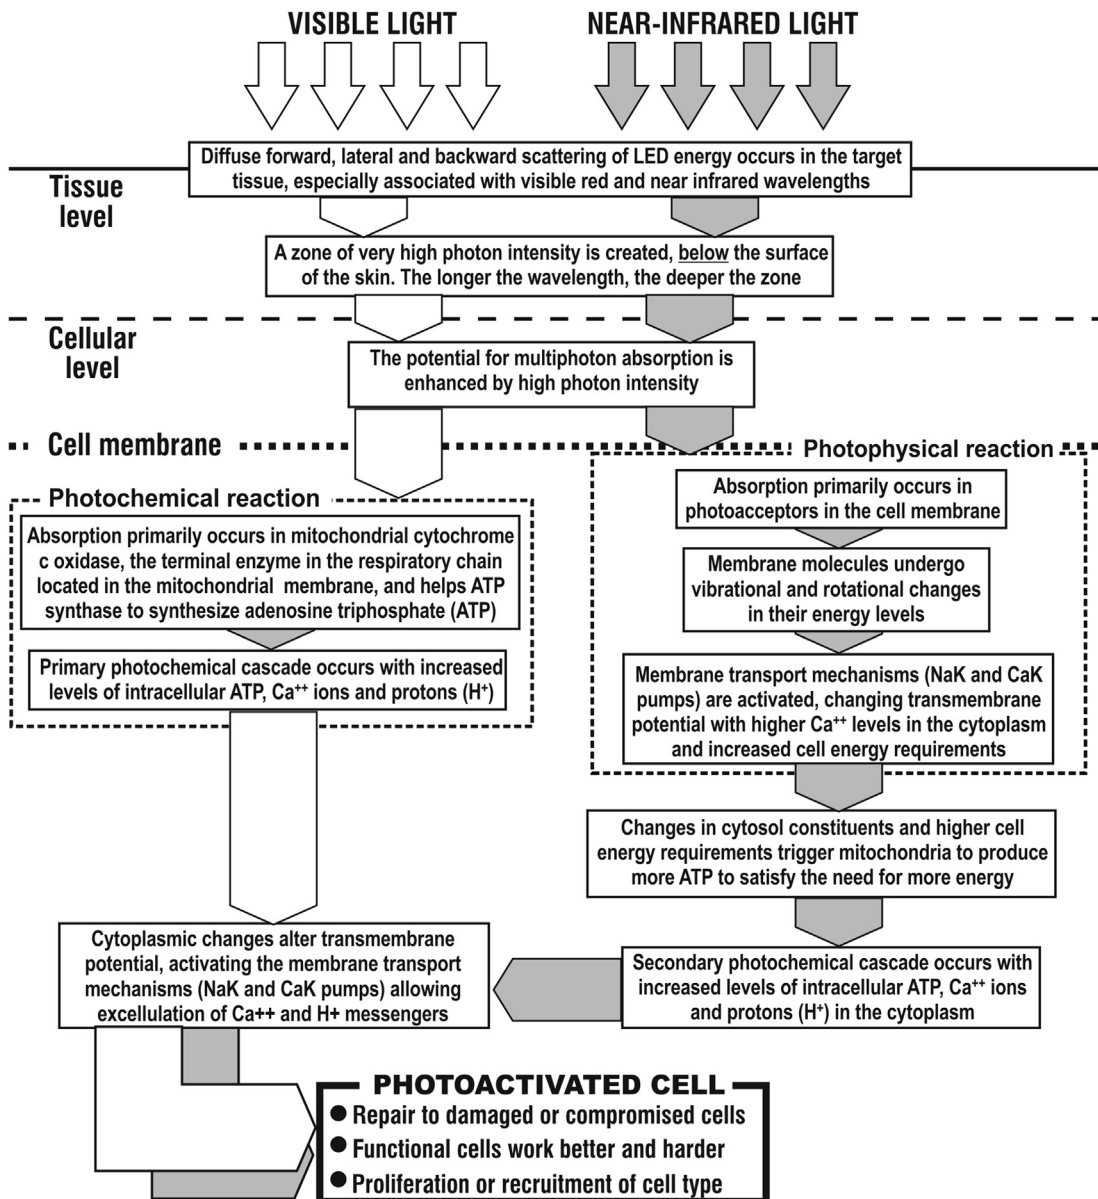 VISIBLE LIGHT
NEAR-INFRARED LIGHT
Diffuse forward, lateral and backward scattering of LED energy occurs in the target
tissue, especially associated with visible red and near infrared wavelengths
Tissue
level
A zone of very high photon intensity is created, below the surface
of the skin. The longer the wavelength, the deeper the zone
Cellular
level
The potential for multiphoton absorption is
enhanced by high photon intensity
Cell membrane
Photochemical reaction
Absorption primarily occurs in mitochondrial cytochrome
c oxidase, the terminal enzyme in the respiratory chain
located in the mitochondrial membrane, and helps ATP
synthase to synthesize adenosine triphosphate (ATP)
Primary photochemical cascade occurs with increased
levels of intracellular ATP, Ca⁺⁺ ions and protons (H⁺)
Photophysical reaction
Absorption primarily occurs in
photoacceptors in the cell membrane
Membrane molecules undergo
vibrational and rotational changes
in their energy levels
Membrane transport mechanisms (NaK and CaK
pumps) are activated, changing transmembrane
potential with higher Ca⁺⁺ levels in the cytoplasm
and increased cell energy requirements
Changes in cytosol constituents and higher cell
energy requirements trigger mitochondria to produce
more ATP to satisfy the need for more energy
Secondary photochemical cascade occurs with
increased levels of intracellular ATP, Ca⁺⁺ ions
and protons (H⁺) in the cytoplasm
Cytoplasmic changes alter transmembrane
potential, activating the membrane transport
mechanisms (NaK and CaK pumps) allowing
excellulation of Ca++ and H+ messengers
PHOTOACTIVATED CELL
● Repair to damaged or compromised cells
● Functional cells work better and harder
● Proliferation or recruitment of cell type